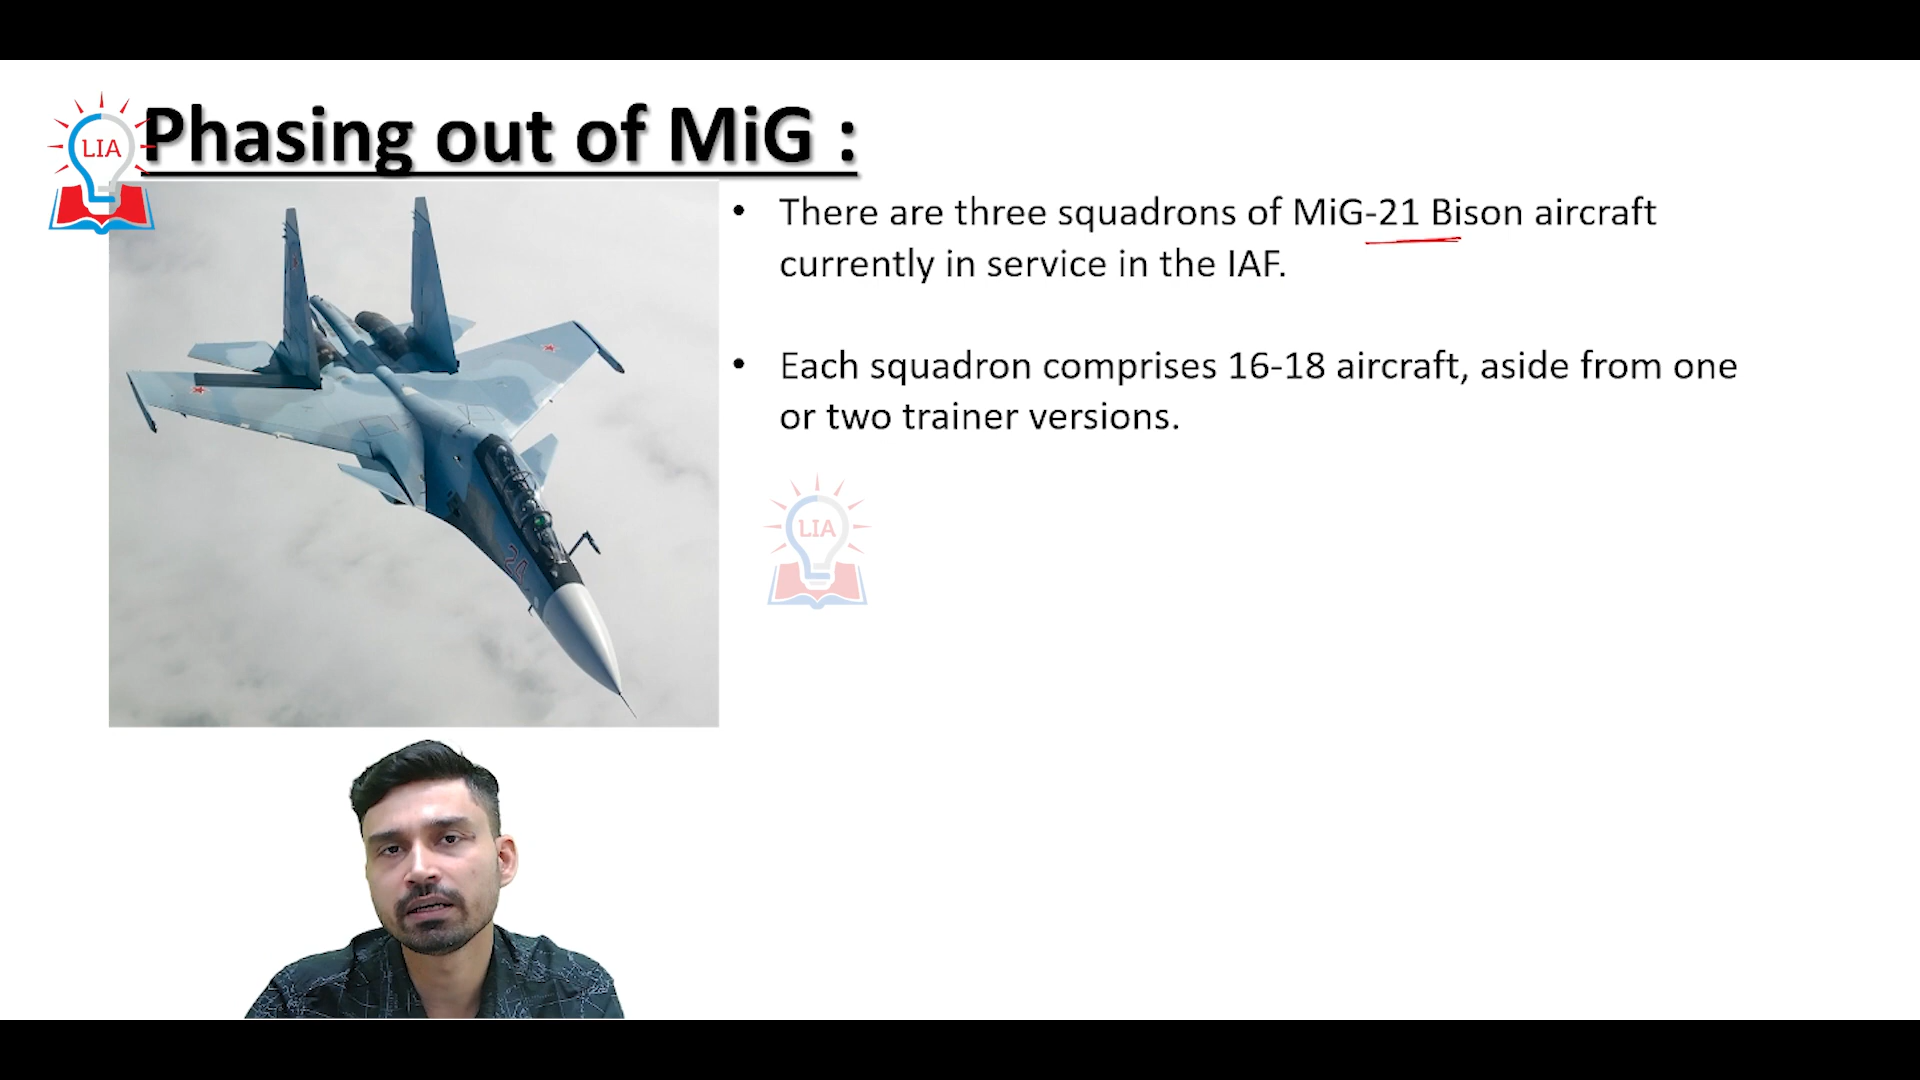 LIA
Phasing out of MiG :
• There are three squadrons of MiG-21 Bison aircraft
currently in service in the IAF.
• Each squadron comprises 16-18 aircraft, aside from one
or two trainer versions.
LIA
24